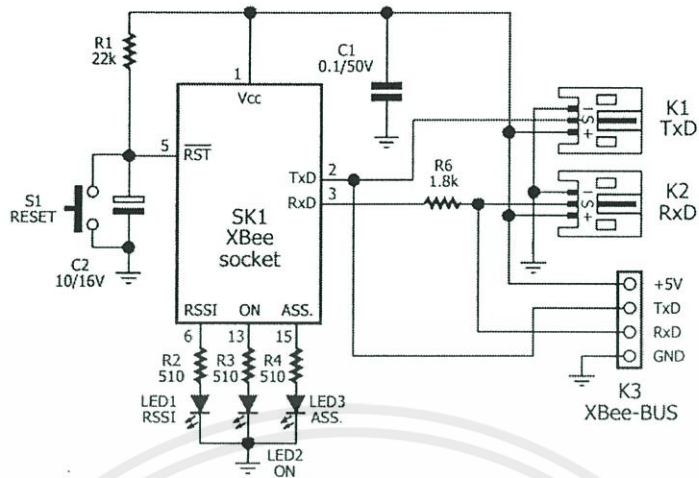 R1
22k
C1
0.1/50V
1
Vcc
K1
TxD
- S +
5
RST
TxD
2
RxD
3
R6
1.8k
K2
RxD
- S +
S1
RESET
SK1
XBee
socket
C2
10/16V
+5V
TxD
RxD
GND
RSSI
ON
ASS.
6
13
15
R2
510
R3
510
R4
510
K3
XBee-BUS
LED1
RSSI
LED3
ASS.
LED2
ON